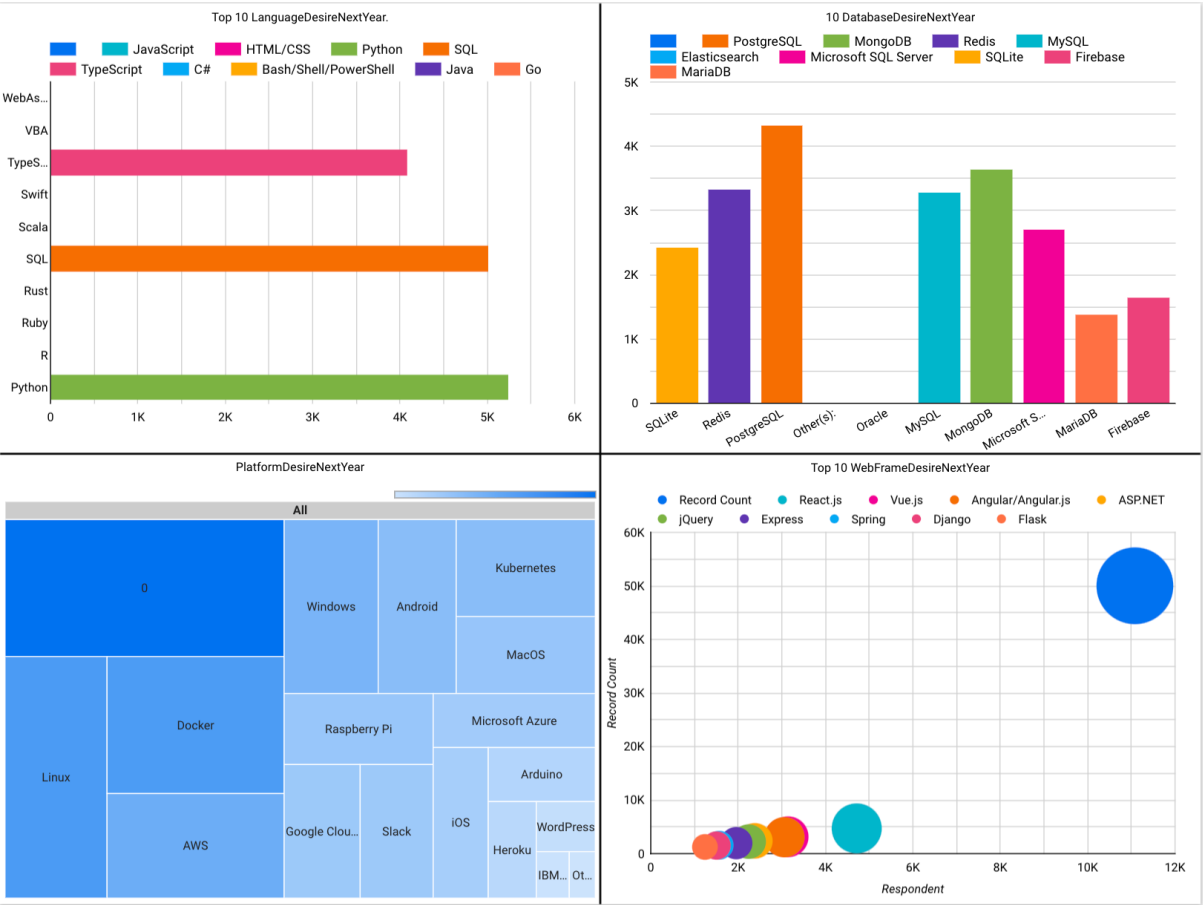 Top 10 LanguageDesireNextYear.
JavaScript HTML/CSS Python SQL
TypeScript C# Bash/Shell/PowerShell Java Go
WebAs...
VBA
TypeS...
Swift
Scala
SQL
Rust
Ruby
R
Python
0 1K 2K 3K 4K 5K 6K
10 DatabaseDesireNextYear
PostgreSQL MongoDB Redis MySQL
Elasticsearch Microsoft SQL Server SQLite Firebase
MariaDB
5K
4K
3K
2K
1K
0
SQLite Redis PostgreSQL Other(s): Oracle MySQL MongoDB Microsoft S... MariaDB Firebase
PlatformDesireNextYear
All
0
Windows
Android
Kubernetes
MacOS
Linux
Docker
AWS
Raspberry Pi
Microsoft Azure
Google Clou...
Slack
iOS
Arduino
Heroku
WordPress
IBM...
Ot...
Top 10 WebFrameDesireNextYear
Record Count React.js Vue.js Angular/Angular.js ASP.NET
jQuery Express Spring Django Flask
60K
50K
40K
30K
20K
10K
0
Record Count
0 2K 4K 6K 8K 10K 12K
Respondent